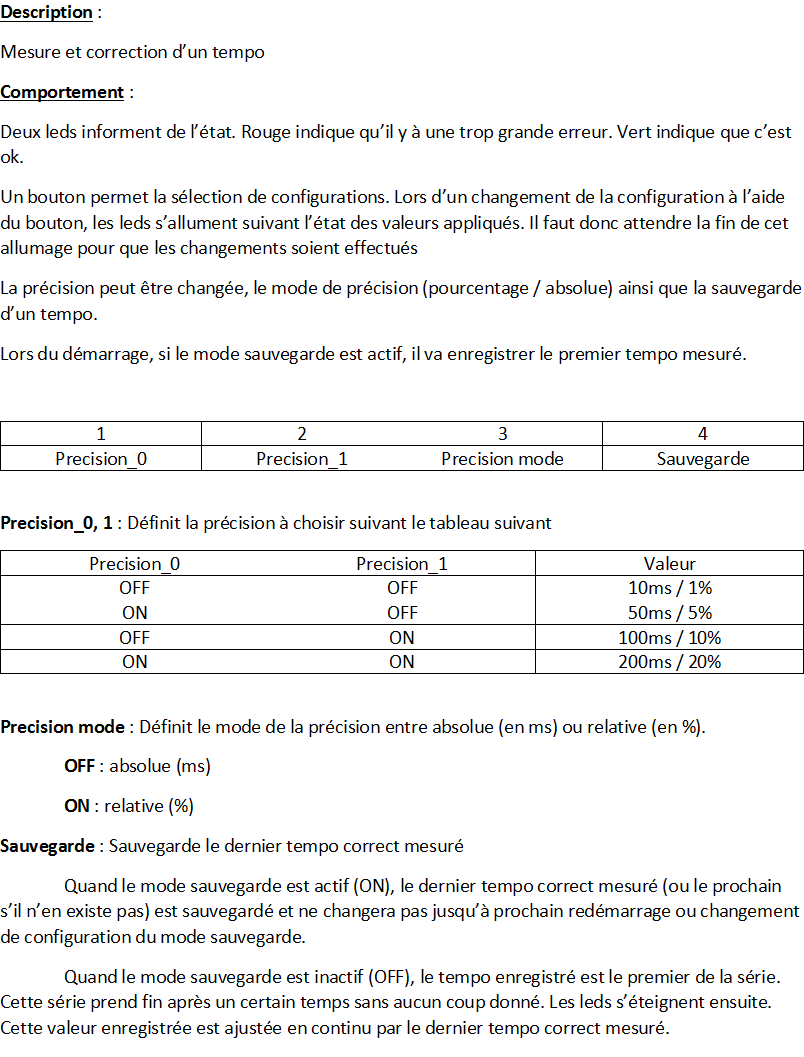 Description :
Mesure et correction d’un tempo
Comportement :
Deux leds informent de l’état. Rouge indique qu’il y à une trop grande erreur. Vert indique que c’est
ok.
Un bouton permet la sélection de configurations. Lors d’un changement de la configuration à l’aide
du bouton, les leds s’allument suivant l’état des valeurs appliqués. Il faut donc attendre la fin de cet
allumage pour que les changements soient effectués
La précision peut être changée, le mode de précision (pourcentage / absolue) ainsi que la sauvegarde
d’un tempo.
Lors du démarrage, si le mode sauvegarde est actif, il va enregistrer le premier tempo mesuré.
1 2 3 4
Precision_0 Precision_1 Precision mode Sauvegarde
Precision_0, 1 : Définit la précision à choisir suivant le tableau suivant
Precision_0 Precision_1 Valeur
OFF OFF 10ms / 1%
ON OFF 50ms / 5%
OFF ON 100ms / 10%
ON ON 200ms / 20%
Precision mode : Définit le mode de la précision entre absolue (en ms) ou relative (en %).
OFF : absolue (ms)
ON : relative (%)
Sauvegarde : Sauvegarde le dernier tempo correct mesuré
Quand le mode sauvegarde est actif (ON), le dernier tempo correct mesuré (ou le prochain
s’il n’en existe pas) est sauvegardé et ne changera pas jusqu’à prochain redémarrage ou changement
de configuration du mode sauvegarde.
Quand le mode sauvegarde est inactif (OFF), le tempo enregistré est le premier de la série.
Cette série prend fin après un certain temps sans aucun coup donné. Les leds s’éteignent ensuite.
Cette valeur enregistrée est ajustée en continu par le dernier tempo correct mesuré.